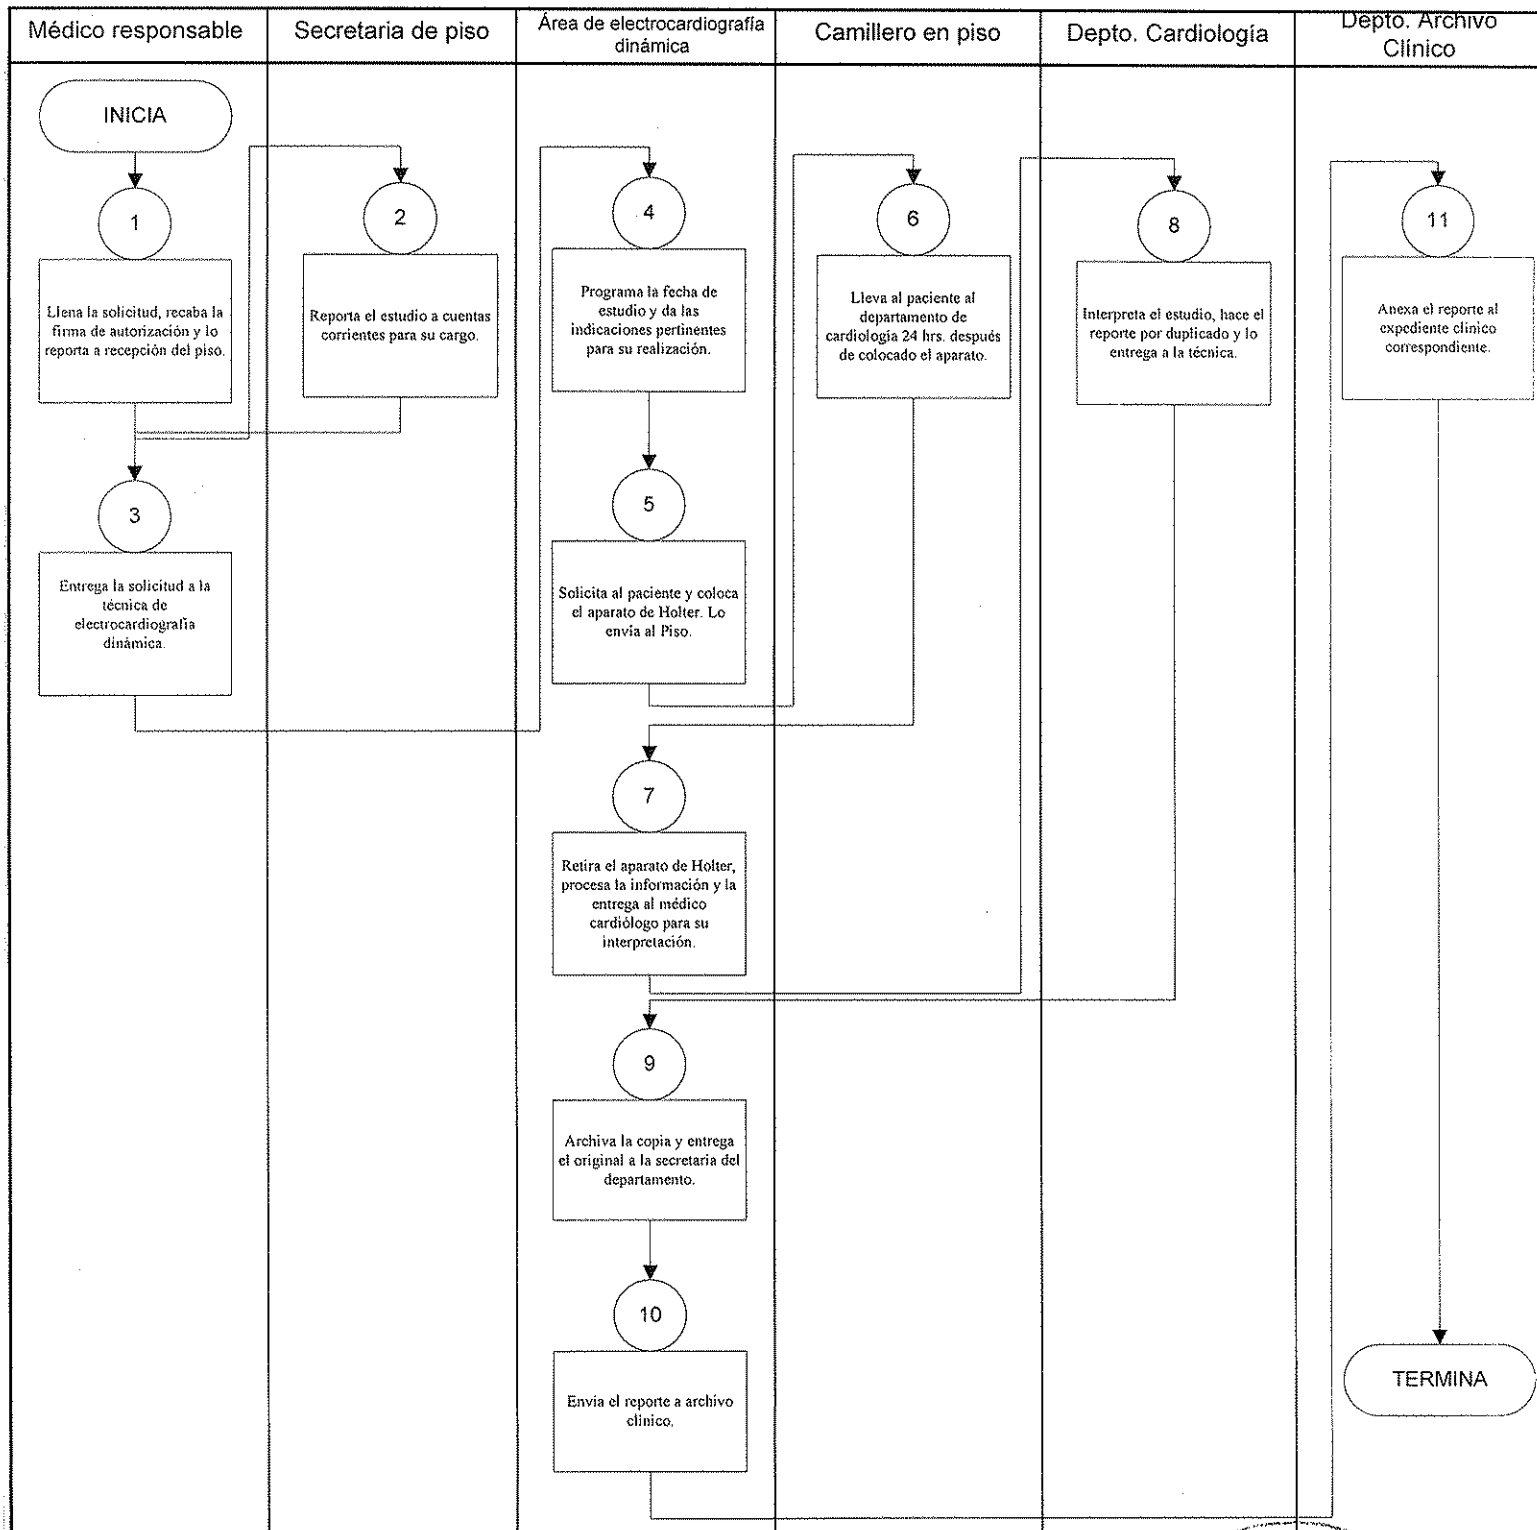 Médico responsable
Secretaria de piso
Área de electrocardiografía
dinámica
Camillero en piso
Depto. Cardiología
Depto. Archivo
Clínico
INICIA
1
Llena la solicitud, recaba la
firma de autorización y lo
reporta a recepción del piso.
2
Reporta el estudio a cuentas
corrientes para su cargo.
3
Entrega la solicitud a la
técnica de
electrocardiografía
dinámica.
4
Programa la fecha de
estudio y da las
indicaciones pertinentes
para su realización.
5
Solicita al paciente y coloca
el aparato de Holter. Lo
envía al Piso.
6
Lleva al paciente al
departamento de
cardiología 24 hrs. después
de colocado el aparato.
7
Retira el aparato de Holter,
procesa la información y la
entrega al médico
cardiólogo para su
interpretación.
8
Interpreta el estudio, hace el
reporte por duplicado y lo
entrega a la técnica.
9
Archiva la copia y entrega
el original a la secretaria del
departamento.
10
Envía el reporte a archivo
clínico.
11
Anexa el reporte al
expediente clínico
correspondiente.
TERMINA